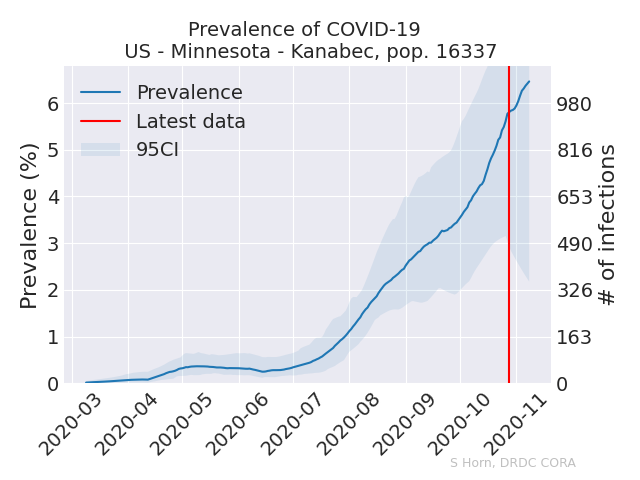 Prevalence of COVID-19
US - Minnesota - Kanabec, pop. 16337
Prevalence
Latest data
95CI
Prevalence (%)
6
5
4
3
2
1
0
980
816
653
490
326
163
0
# of infections
2020-03
2020-04
2020-05
2020-06
2020-07
2020-08
2020-09
2020-10
2020-11
S Horn, DRDC CORA